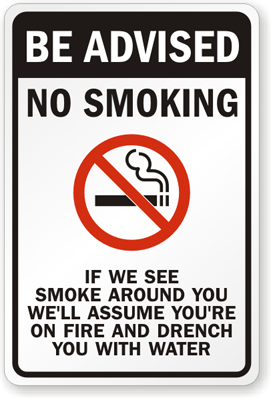 BE ADVISED
NO SMOKING
IF WE SEE
SMOKE AROUND YOU
WE'LL ASSUME YOU'RE
ON FIRE AND DRENCH
YOU WITH WATER